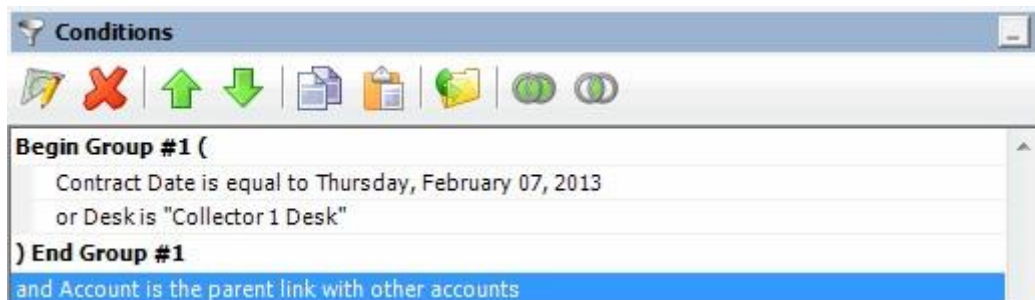 Conditions
Begin Group #1 (
Contract Date is equal to Thursday, February 07, 2013
or Desk is "Collector 1 Desk"
) End Group #1
and Account is the parent link with other accounts